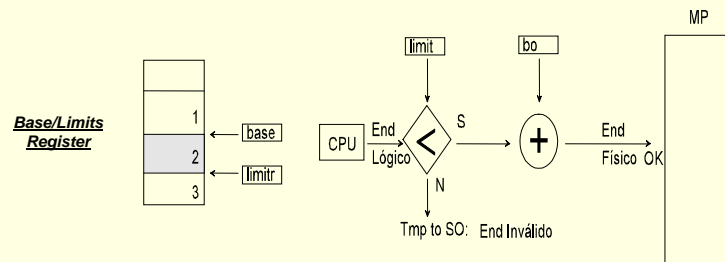 MP
limit
bo
Base/Limits
Register
1
base
2
limitr
3
CPU
End
Lógico
<
S
+
End
Físico OK
N
Tmp to SO: End Inválido